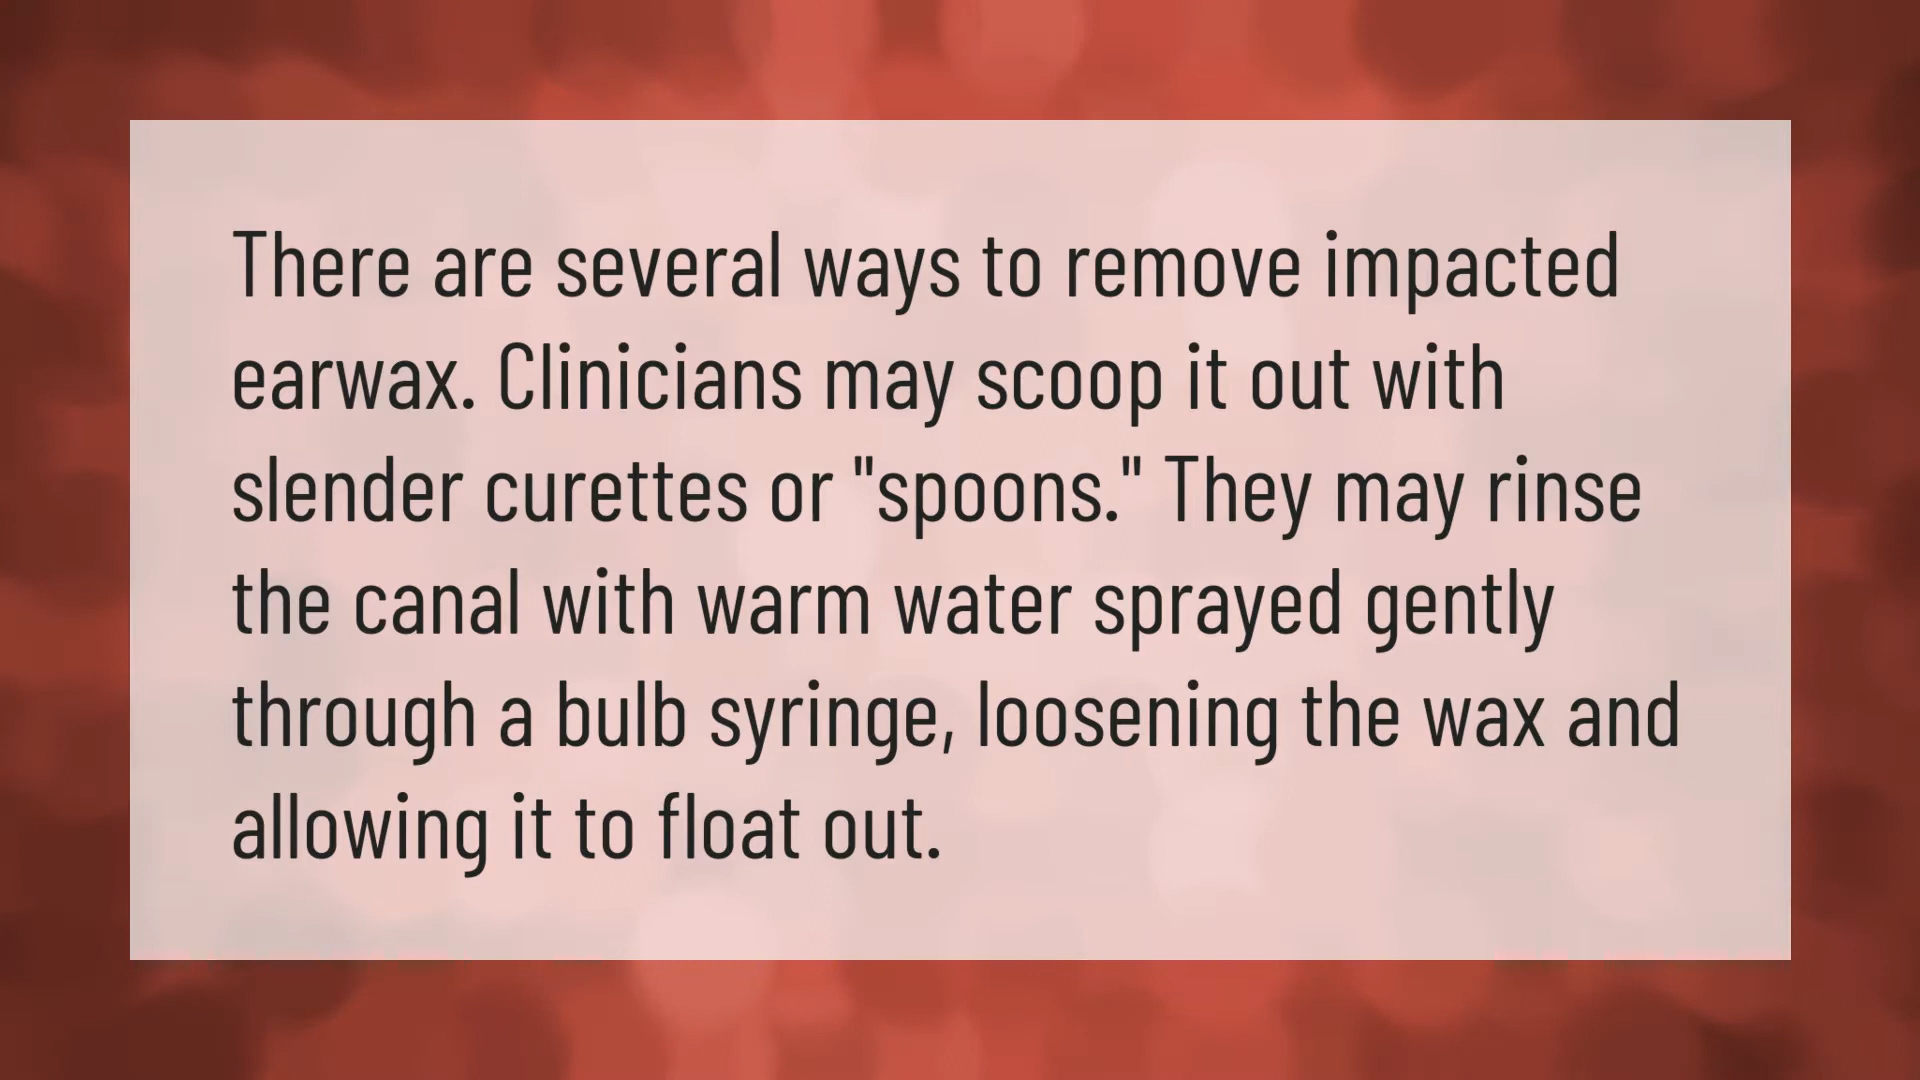 There are several ways to remove impacted
earwax. Clinicians may scoop it out with
slender curettes or "spoons." They may rinse
the canal with warm water sprayed gently
through a bulb syringe, loosening the wax and
allowing it to float out.